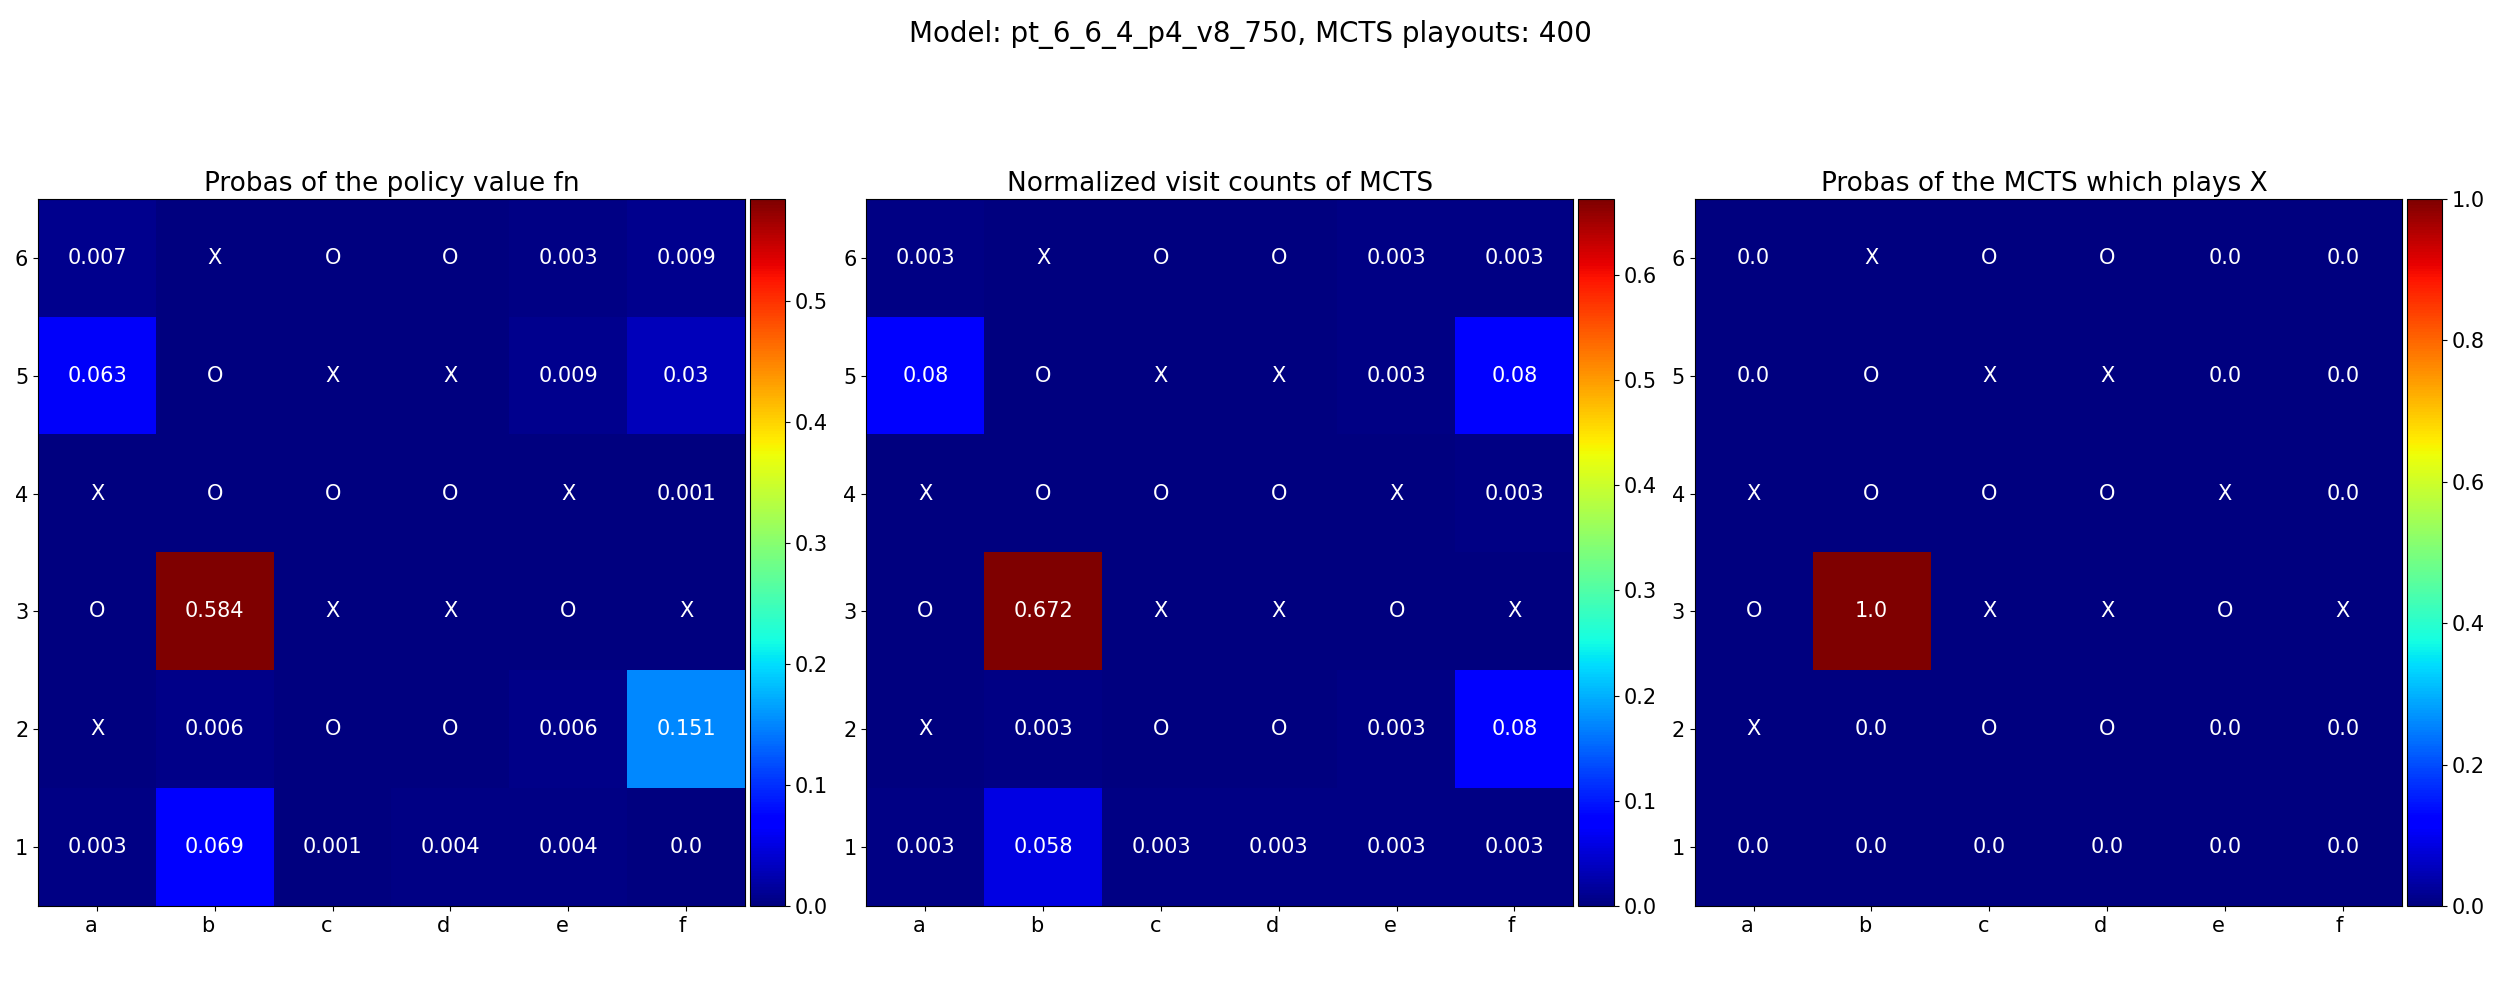 Model: pt_6_6_4_p4_v8_750, MCTS playouts: 400
Probas of the policy value fn
6 0.007 X O O 0.003 0.009
5 0.063 O X X 0.009 0.03
4 X O O O X 0.001
3 O 0.584 X X O X
2 X 0.006 O O 0.006 0.151
1 0.003 0.069 0.001 0.004 0.004 0.0
a b c d e f
0.5
0.4
0.3
0.2
0.1
0.0
Normalized visit counts of MCTS
6 0.003 X O O 0.003 0.003
5 0.08 O X X 0.003 0.08
4 X O O O X 0.003
3 O 0.672 X X O X
2 X 0.003 O O 0.003 0.08
1 0.003 0.058 0.003 0.003 0.003 0.003
a b c d e f
0.6
0.5
0.4
0.3
0.2
0.1
0.0
Probas of the MCTS which plays X
6 0.0 X O O 0.0 0.0
5 0.0 O X X 0.0 0.0
4 X O O O X 0.0
3 O 1.0 X X O X
2 X 0.0 O O 0.0 0.0
1 0.0 0.0 0.0 0.0 0.0 0.0
a b c d e f
1.0
0.8
0.6
0.4
0.2
0.0